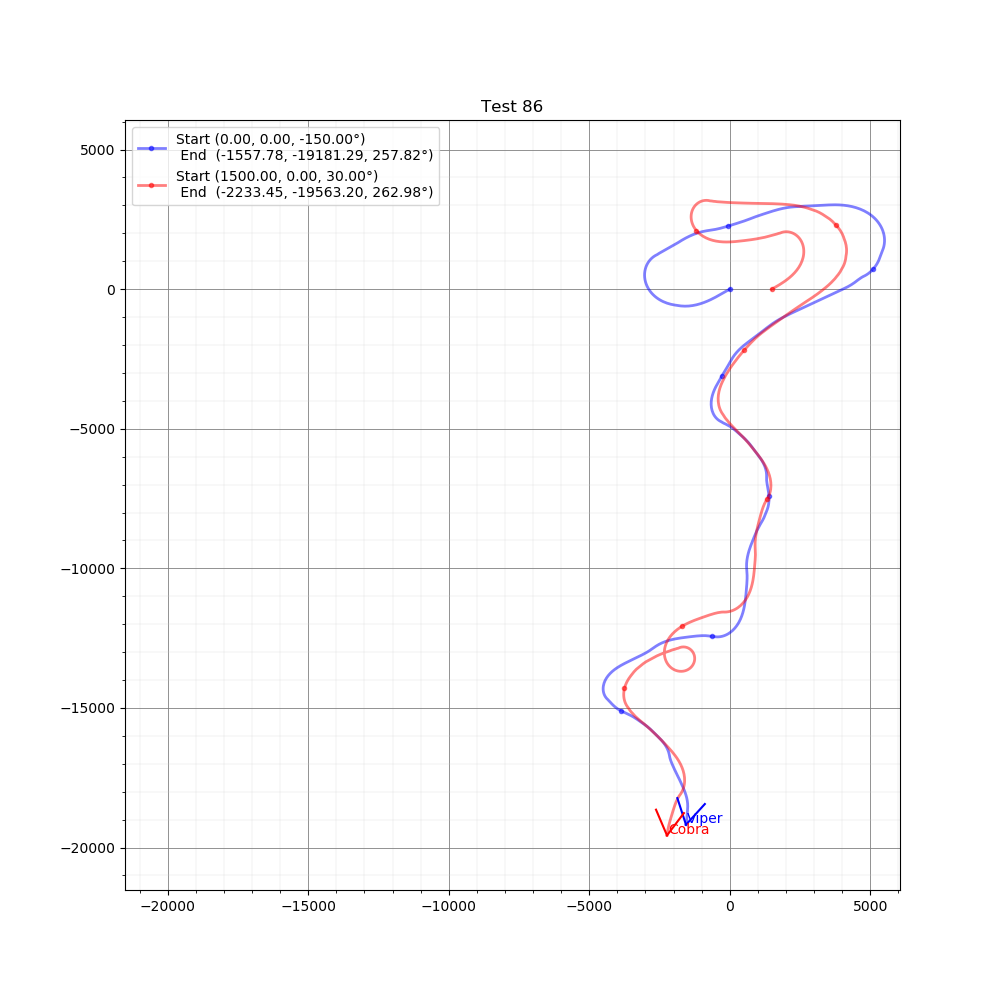 Test 86
Start (0.00, 0.00, -150.00°)
End (-1557.78, -19181.29, 257.82°)
Start (1500.00, 0.00, 30.00°)
End (-2233.45, -19563.20, 262.98°)
5000
0
−5000
−10000
−15000
−20000
Viper
Cobra
−20000 −15000 −10000 −5000 0 5000